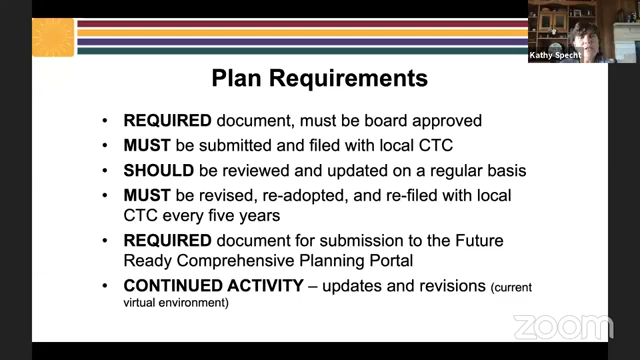 Kathy Specht
Plan Requirements
• REQUIRED document, must be board approved
• MUST be submitted and filed with local CTC
• SHOULD be reviewed and updated on a regular basis
• MUST be revised, re-adopted, and re-filed with local
CTC every five years
• REQUIRED document for submission to the Future
Ready Comprehensive Planning Portal
• CONTINUED ACTIVITY – updates and revisions (current
virtual environment)
zoom